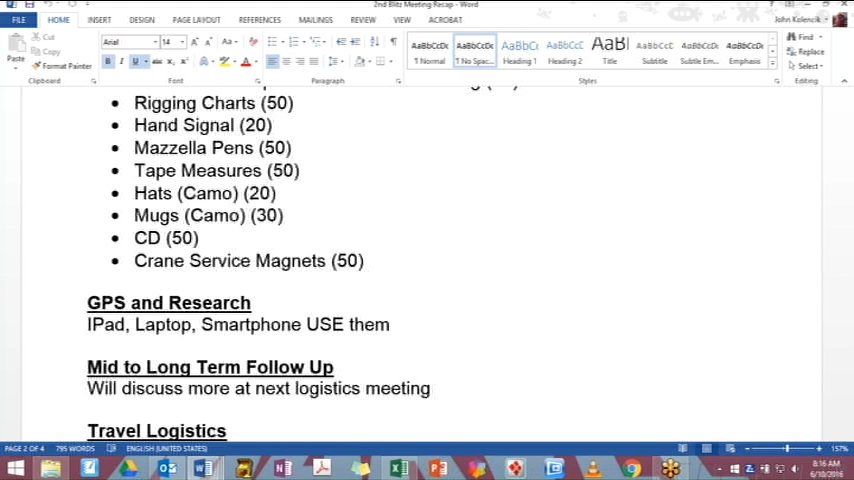 2nd Blitz Meeting Recap - Word
FILE HOME INSERT DESIGN PAGE LAYOUT REFERENCES MAILINGS REVIEW VIEW ACROBAT John Kolencik
Cut
Copy
Format Painter
Paste
Arial 14
Clipboard Font Paragraph Styles Editing
AaBbCcDc AaBbCcDc AaBbCc AaBbCc AaBl AaBbCcD AaBbCcDc AaBbCcDc
¶ Normal ¶ No Spac... Heading 1 Heading 2 Title Subtitle Subtle Em... Emphasis
Find
Replace
Select
• Rigging Charts (50)
• Hand Signal (20)
• Mazzella Pens (50)
• Tape Measures (50)
• Hats (Camo) (20)
• Mugs (Camo) (30)
• CD (50)
• Crane Service Magnets (50)
GPS and Research
IPad, Laptop, Smartphone USE them
Mid to Long Term Follow Up
Will discuss more at next logistics meeting
Travel Logistics
PAGE 2 OF 4 795 WORDS ENGLISH (UNITED STATES) 157%
8:16 AM
6/10/2016